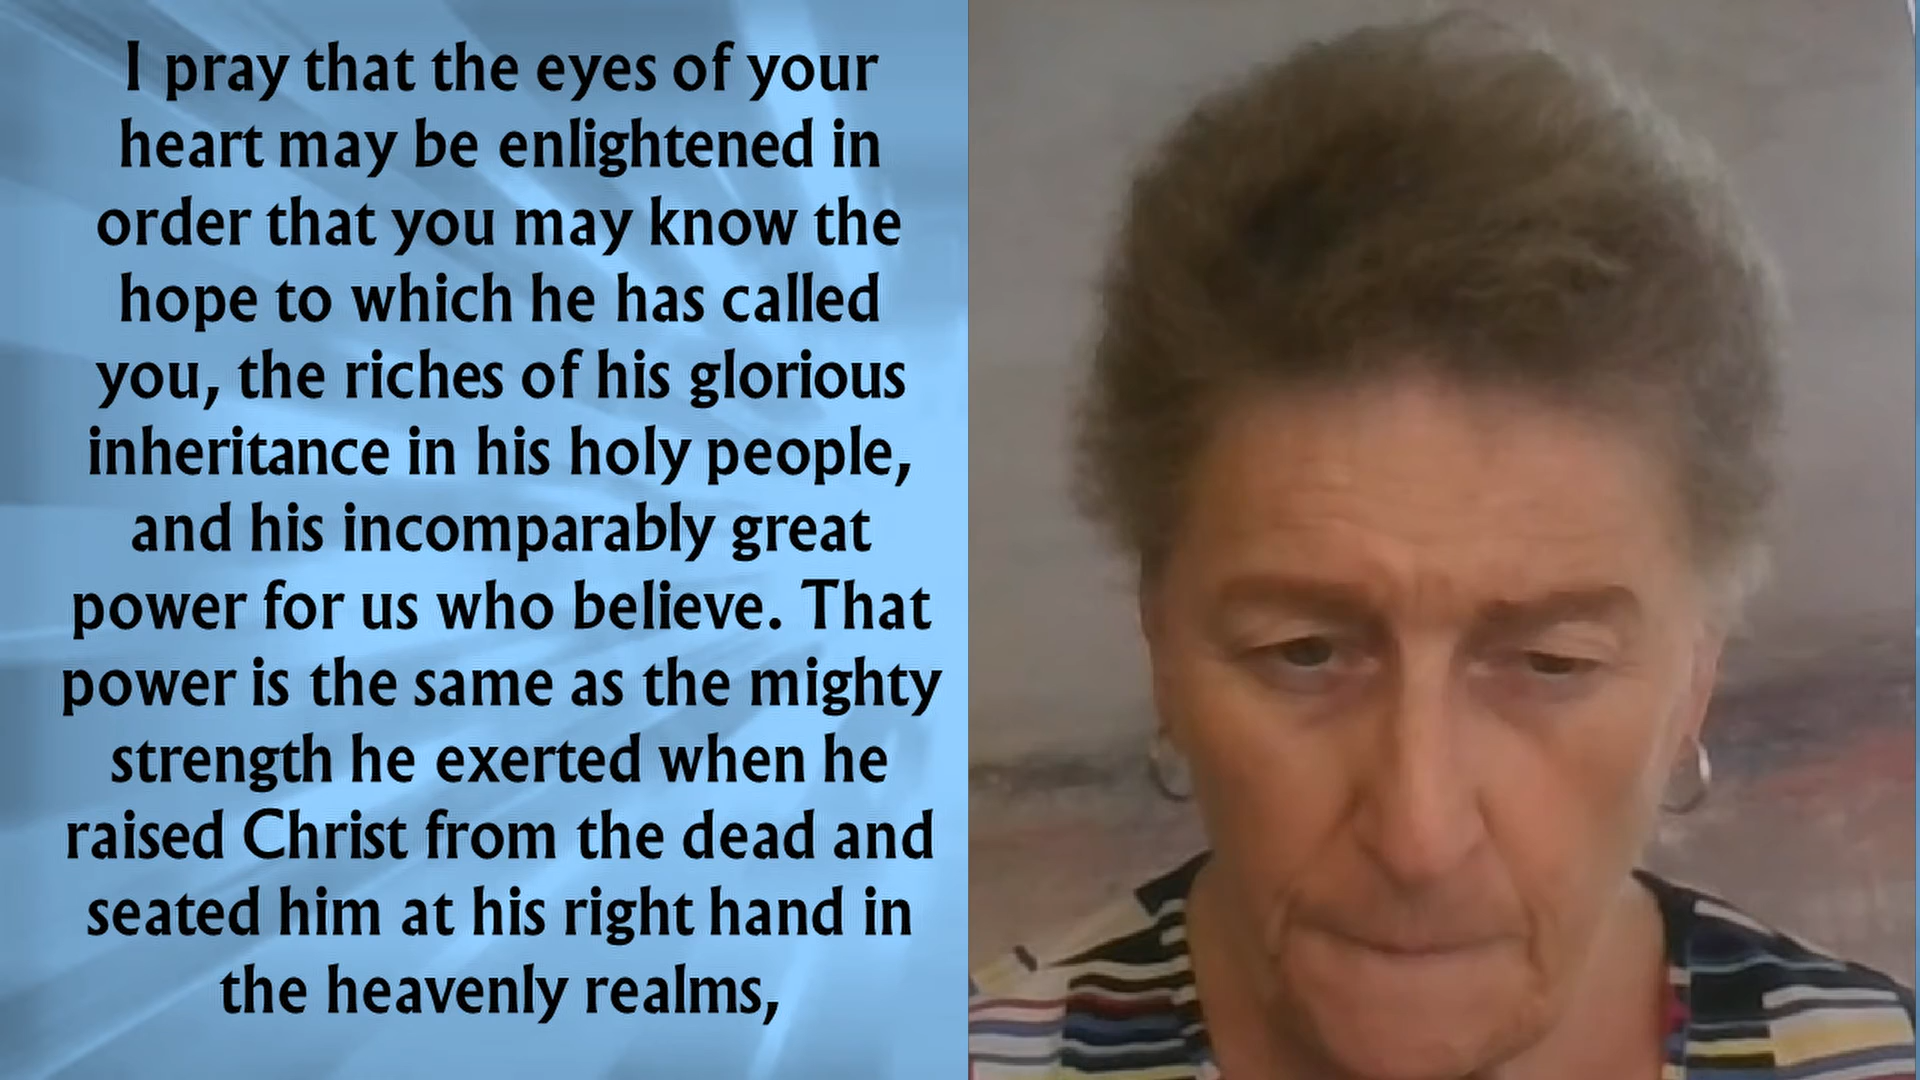 I pray that the eyes of your
heart may be enlightened in
order that you may know the
hope to which he has called
you, the riches of his glorious
inheritance in his holy people,
and his incomparably great
power for us who believe. That
power is the same as the mighty
strength he exerted when he
raised Christ from the dead and
seated him at his right hand in
the heavenly realms,